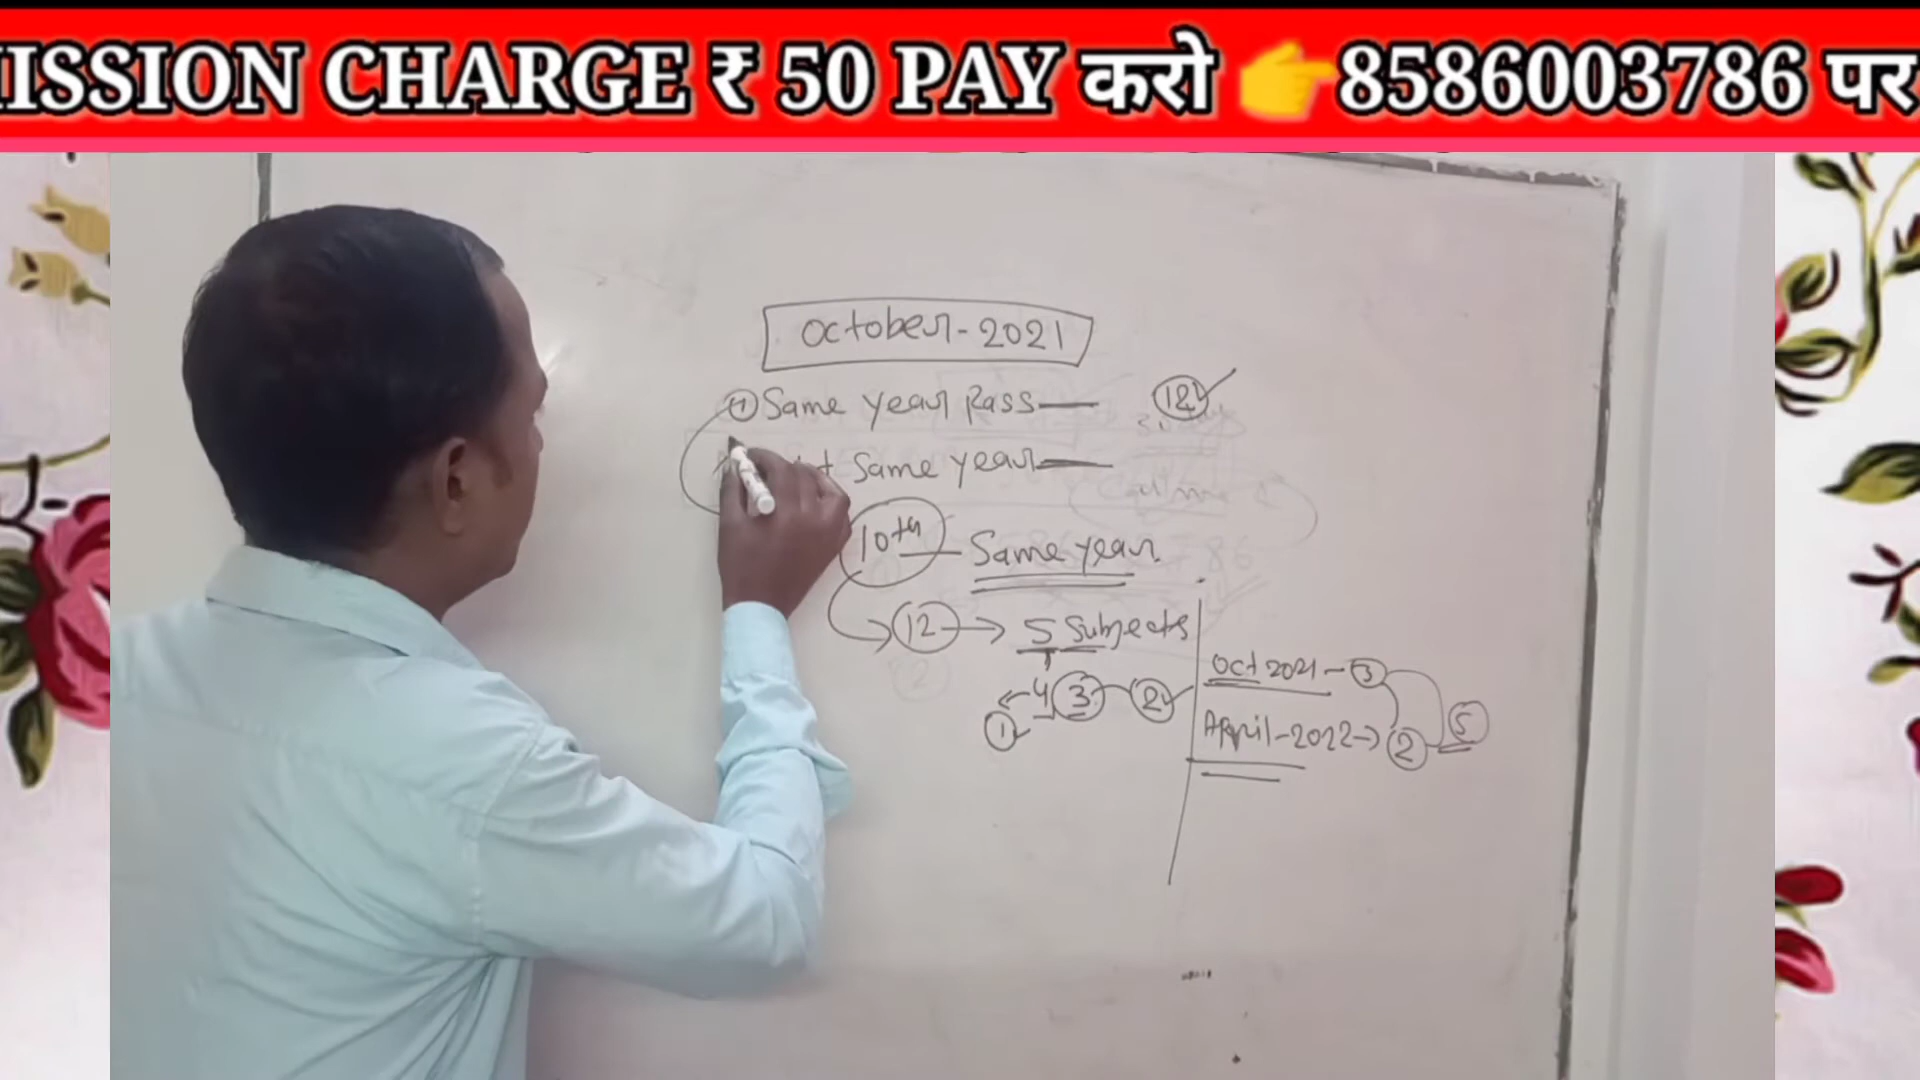 ISSION CHARGE ₹ 50 PAY करो 👉8586003786 पर
October-2021
① Same year Pass— 12✓
Same year—
10th — Same year
12 → 5 Subjects
4 3 2
1
Oct 2021 - 3
April-2022→ 2 5